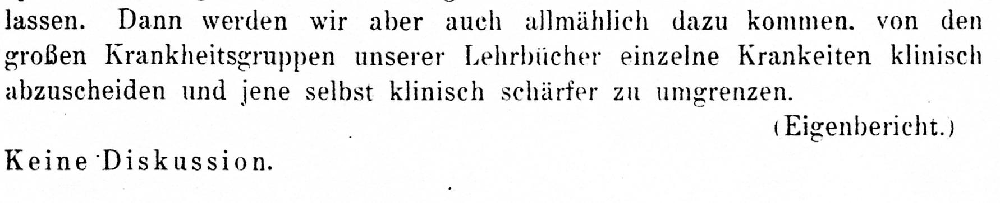 lassen. Dann werden wir aber auch allmählich dazu kommen. von den
großen Krankheitsgruppen unserer Lehrbücher einzelne Krankeiten klinisch
abzuscheiden und jene selbst klinisch schärfer zu umgrenzen.
(Eigenbericht.)
Keine Diskussion.